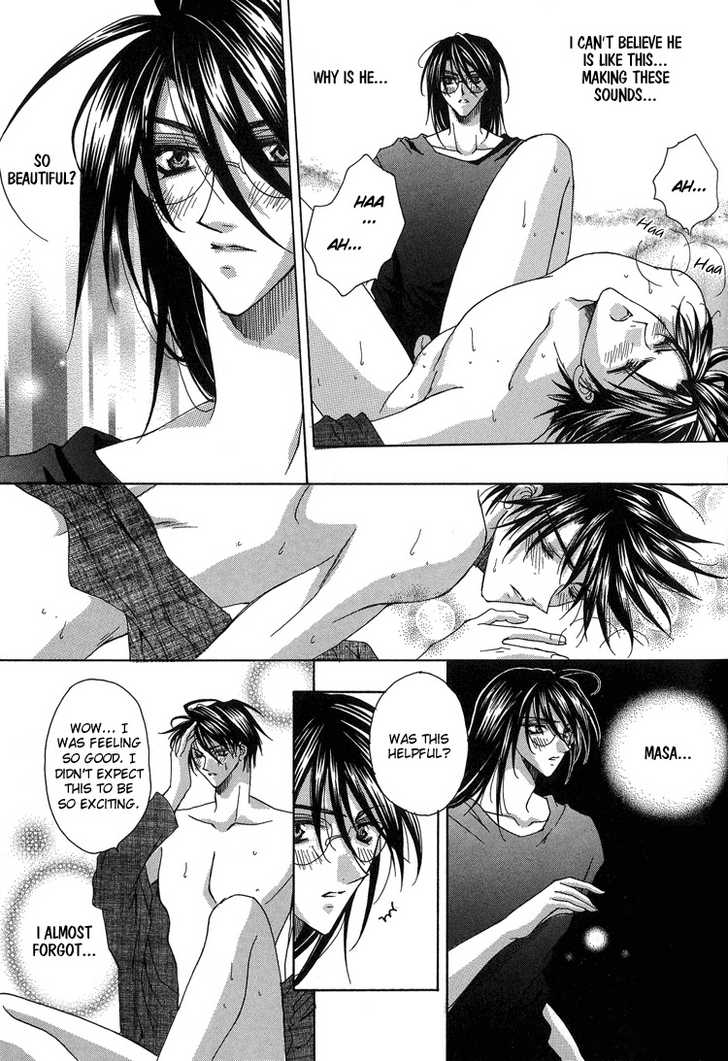 I CAN'T BELIEVE HE
IS LIKE THIS...
MAKING THESE
SOUNDS...
WHY IS HE...
AH...
Haa
Haa
HAA
...
AH...
SO
BEAUTIFUL?
MASA...
WAS THIS
HELPFUL?
WOW... I
WAS FEELING
SO GOOD. I
DIDN'T EXPECT
THIS TO BE
SO EXCITING.
I ALMOST
FORGOT...